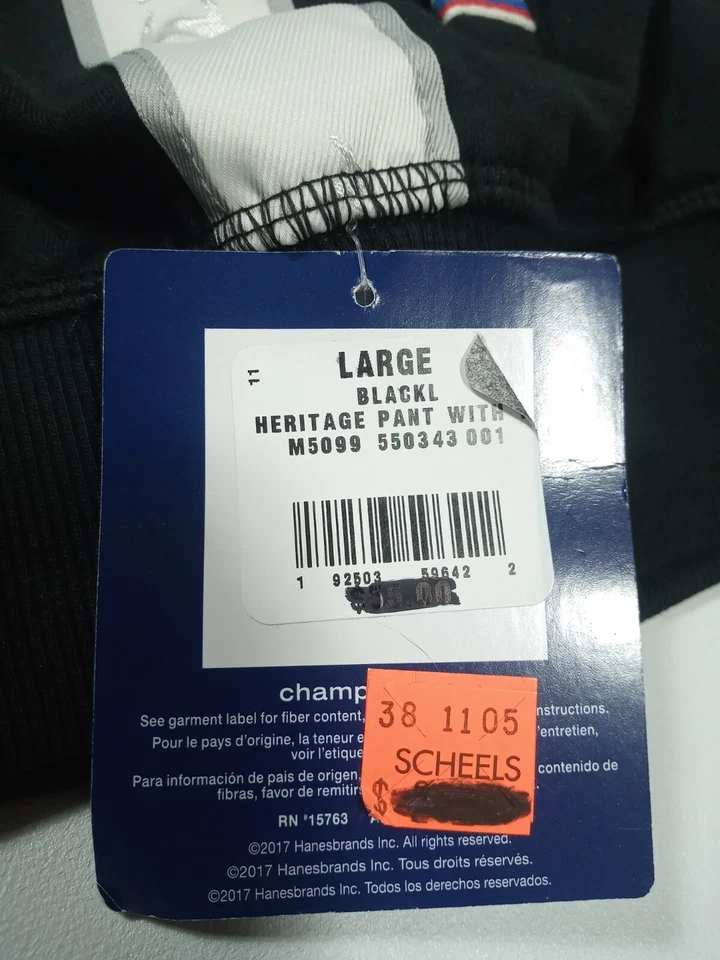 11
LARGE
BLACKL
HERITAGE PANT WITH
M5099 550343 001
1 92503 59642 2
champ
See garment label for fiber content,
nstructions.
Pour le pays d'origine, la teneur e
'entretien,
voir l'etique
Para información de pais de origen,
contenido de
fibras, favor de remitir
38 1105
SCHEELS
$
RN #15763
©2017 Hanesbrands Inc. All rights reserved.
©2017 Hanesbrands Inc. Tous droits réservés.
©2017 Hanesbrands Inc. Todos los derechos reservados.